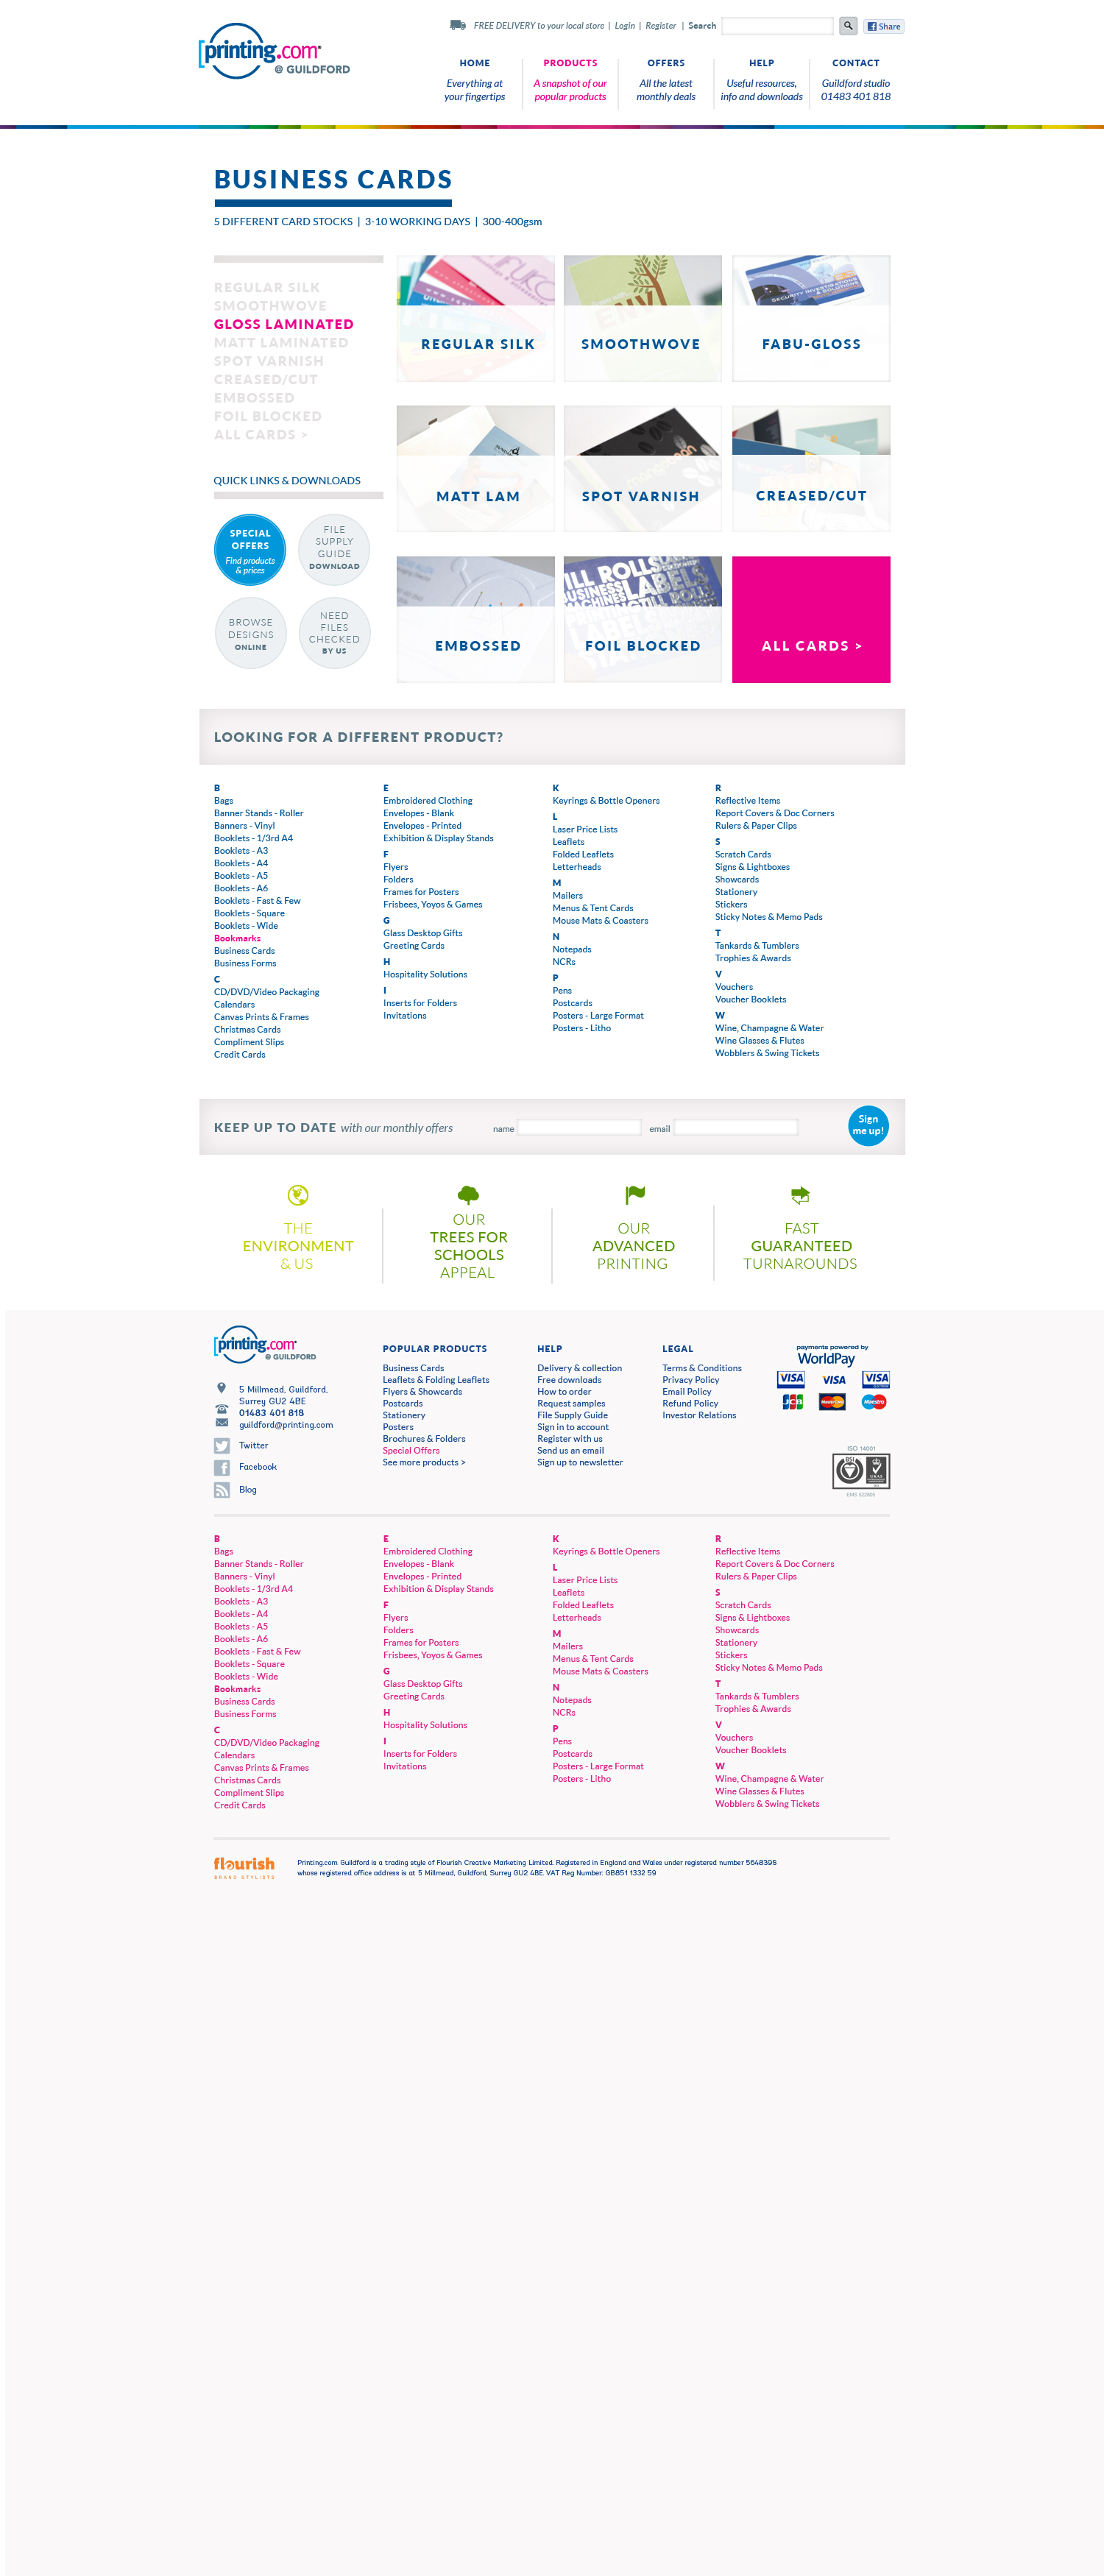 FREE DELIVERY to your local store | Login | Register | Search
Share
printing.com
@ GUILDFORD
HOME
Everything at
your fingertips
PRODUCTS
A snapshot of our
popular products
OFFERS
All the latest
monthly deals
HELP
Useful resources,
info and downloads
CONTACT
Guildford studio
01483 401 818
BUSINESS CARDS
5 DIFFERENT CARD STOCKS | 3-10 WORKING DAYS | 300-400gsm
REGULAR SILK
SMOOTHWOVE
GLOSS LAMINATED
MATT LAMINATED
SPOT VARNISH
CREASED/CUT
EMBOSSED
FOIL BLOCKED
ALL CARDS >
QUICK LINKS & DOWNLOADS
SPECIAL
OFFERS
Find products
& prices
FILE
SUPPLY
GUIDE
DOWNLOAD
BROWSE
DESIGNS
ONLINE
NEED
FILES
CHECKED
BY US
REGULAR SILK
ENVI
SMOOTHWOVE
SECURITY INVESTIGATIONS
& SOLUTIONS
FABU-GLOSS
MATT LAM
SPOT VARNISH
CREASED/CUT
EMBOSSED
TILL ROLLS
BUSINESS
LABELS
FOIL BLOCKED
ALL CARDS >
LOOKING FOR A DIFFERENT PRODUCT?
B
Bags
Banner Stands - Roller
Banners - Vinyl
Booklets - 1/3rd A4
Booklets - A3
Booklets - A4
Booklets - A5
Booklets - A6
Booklets - Fast & Few
Booklets - Square
Booklets - Wide
Bookmarks
Business Cards
Business Forms
C
CD/DVD/Video Packaging
Calendars
Canvas Prints & Frames
Christmas Cards
Compliment Slips
Credit Cards
E
Embroidered Clothing
Envelopes - Blank
Envelopes - Printed
Exhibition & Display Stands
F
Flyers
Folders
Frames for Posters
Frisbees, Yoyos & Games
G
Glass Desktop Gifts
Greeting Cards
H
Hospitality Solutions
I
Inserts for Folders
Invitations
K
Keyrings & Bottle Openers
L
Laser Price Lists
Leaflets
Folded Leaflets
Letterheads
M
Mailers
Menus & Tent Cards
Mouse Mats & Coasters
N
Notepads
NCRs
P
Pens
Postcards
Posters - Large Format
Posters - Litho
R
Reflective Items
Report Covers & Doc Corners
Rulers & Paper Clips
S
Scratch Cards
Signs & Lightboxes
Showcards
Stationery
Stickers
Sticky Notes & Memo Pads
T
Tankards & Tumblers
Trophies & Awards
V
Vouchers
Voucher Booklets
W
Wine, Champagne & Water
Wine Glasses & Flutes
Wobblers & Swing Tickets
KEEP UP TO DATE with our monthly offers
name
email
Sign
me up!
THE
ENVIRONMENT
& US
OUR
TREES FOR
SCHOOLS
APPEAL
OUR
ADVANCED
PRINTING
FAST
GUARANTEED
TURNAROUNDS
printing.com
@ GUILDFORD
5 Millmead, Guildford,
Surrey GU2 4BE
01483 401 818
guildford@printing.com
Twitter
Facebook
Blog
POPULAR PRODUCTS
Business Cards
Leaflets & Folding Leaflets
Flyers & Showcards
Postcards
Stationery
Posters
Brochures & Folders
Special Offers
See more products >
HELP
Delivery & collection
Free downloads
How to order
Request samples
File Supply Guide
Sign in to account
Register with us
Send us an email
Sign up to newsletter
LEGAL
Terms & Conditions
Privacy Policy
Email Policy
Refund Policy
Investor Relations
payments powered by
WorldPay
VISA
VISA
VISA
JCB
MasterCard
Maestro
ISO 14001
BSI
UKAS
EMS 522805
B
Bags
Banner Stands - Roller
Banners - Vinyl
Booklets - 1/3rd A4
Booklets - A3
Booklets - A4
Booklets - A5
Booklets - A6
Booklets - Fast & Few
Booklets - Square
Booklets - Wide
Bookmarks
Business Cards
Business Forms
C
CD/DVD/Video Packaging
Calendars
Canvas Prints & Frames
Christmas Cards
Compliment Slips
Credit Cards
E
Embroidered Clothing
Envelopes - Blank
Envelopes - Printed
Exhibition & Display Stands
F
Flyers
Folders
Frames for Posters
Frisbees, Yoyos & Games
G
Glass Desktop Gifts
Greeting Cards
H
Hospitality Solutions
I
Inserts for Folders
Invitations
K
Keyrings & Bottle Openers
L
Laser Price Lists
Leaflets
Folded Leaflets
Letterheads
M
Mailers
Menus & Tent Cards
Mouse Mats & Coasters
N
Notepads
NCRs
P
Pens
Postcards
Posters - Large Format
Posters - Litho
R
Reflective Items
Report Covers & Doc Corners
Rulers & Paper Clips
S
Scratch Cards
Signs & Lightboxes
Showcards
Stationery
Stickers
Sticky Notes & Memo Pads
T
Tankards & Tumblers
Trophies & Awards
V
Vouchers
Voucher Booklets
W
Wine, Champagne & Water
Wine Glasses & Flutes
Wobblers & Swing Tickets
flourish
BRAND STYLISTS
Printing.com Guildford is a trading style of Flourish Creative Marketing Limited. Registered in England and Wales under registered number 5648398
whose registered office address is at 5 Millmead, Guildford, Surrey GU2 4BE. VAT Reg Number: GB851 1332 59